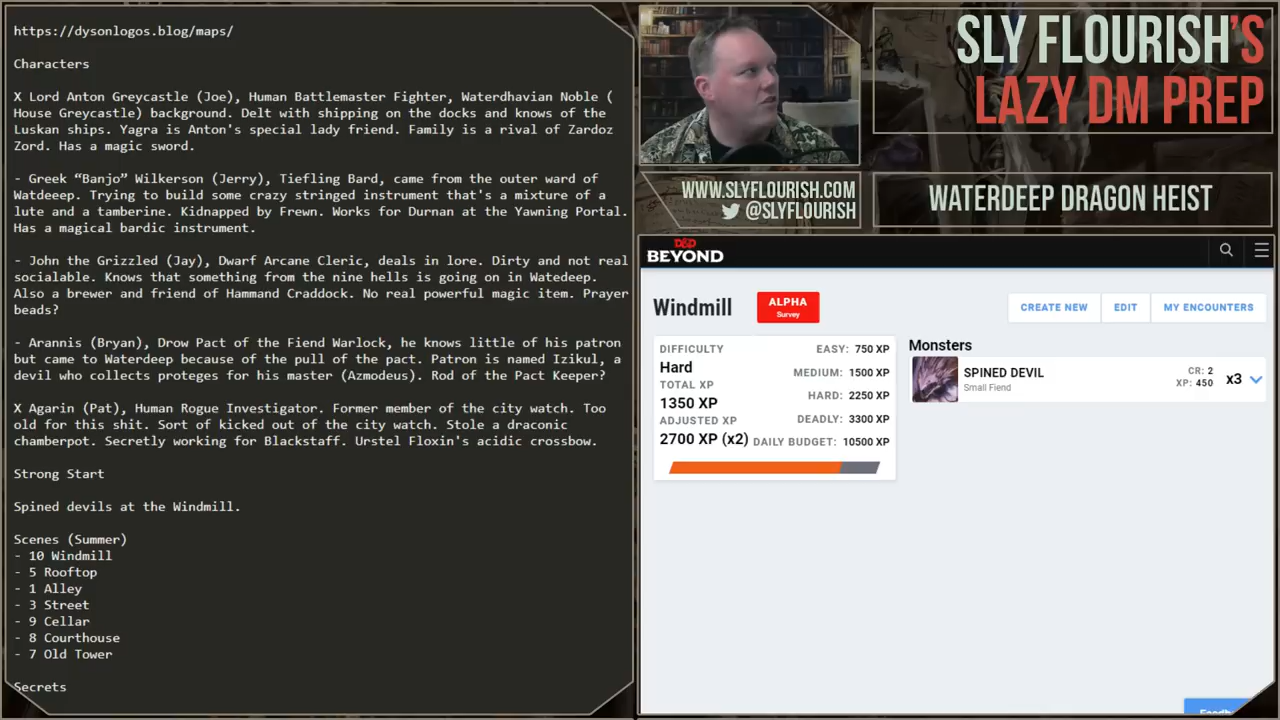 https://dysonlogos.blog/maps/
Characters
X Lord Anton Greycastle (Joe), Human Battlemaster Fighter, Waterdhavian Noble (
House Greycastle) background. Delt with shipping on the docks and knows of the
Luskan ships. Yagra is Anton's special lady friend. Family is a rival of Zardoz
Zord. Has a magic sword.
- Greek “Banjo” Wilkerson (Jerry), Tiefling Bard, came from the outer ward of
Watdeeep. Trying to build some crazy stringed instrument that's a mixture of a
lute and a tamberine. Kidnapped by Frewn. Works for Durnan at the Yawning Portal.
Has a magical bardic instrument.
- John the Grizzled (Jay), Dwarf Arcane Cleric, deals in lore. Dirty and not real
socialable. Knows that something from the nine hells is going on in Watedeep.
Also a brewer and friend of Hammand Craddock. No real powerful magic item. Prayer
beads?
- Arannis (Bryan), Drow Pact of the Fiend Warlock, he knows little of his patron
but came to Waterdeep because of the pull of the pact. Patron is named Izikul, a
devil who collects proteges for his master (Azmodeus). Rod of the Pact Keeper?
X Agarin (Pat), Human Rogue Investigator. Former member of the city watch. Too
old for this shit. Sort of kicked out of the city watch. Stole a draconic
chamberpot. Secretly working for Blackstaff. Urstel Floxin's acidic crossbow.
Strong Start
Spined devils at the Windmill.
Scenes (Summer)
- 10 Windmill
- 5 Rooftop
- 1 Alley
- 3 Street
- 9 Cellar
- 8 Courthouse
- 7 Old Tower
Secrets
SLY FLOURISH'S
LAZY DM PREP
WWW.SLYFLOURISH.COM
@SLYFLOURISH
WATERDEEP DRAGON HEIST
D&D
BEYOND
Windmill
ALPHA
Survey
CREATE NEW
EDIT
MY ENCOUNTERS
DIFFICULTY
Hard
TOTAL XP
1350 XP
ADJUSTED XP
2700 XP (x2)
EASY: 750 XP
MEDIUM: 1500 XP
HARD: 2250 XP
DEADLY: 3300 XP
DAILY BUDGET: 10500 XP
Monsters
SPINED DEVIL
Small Fiend
CR: 2
XP: 450
x3